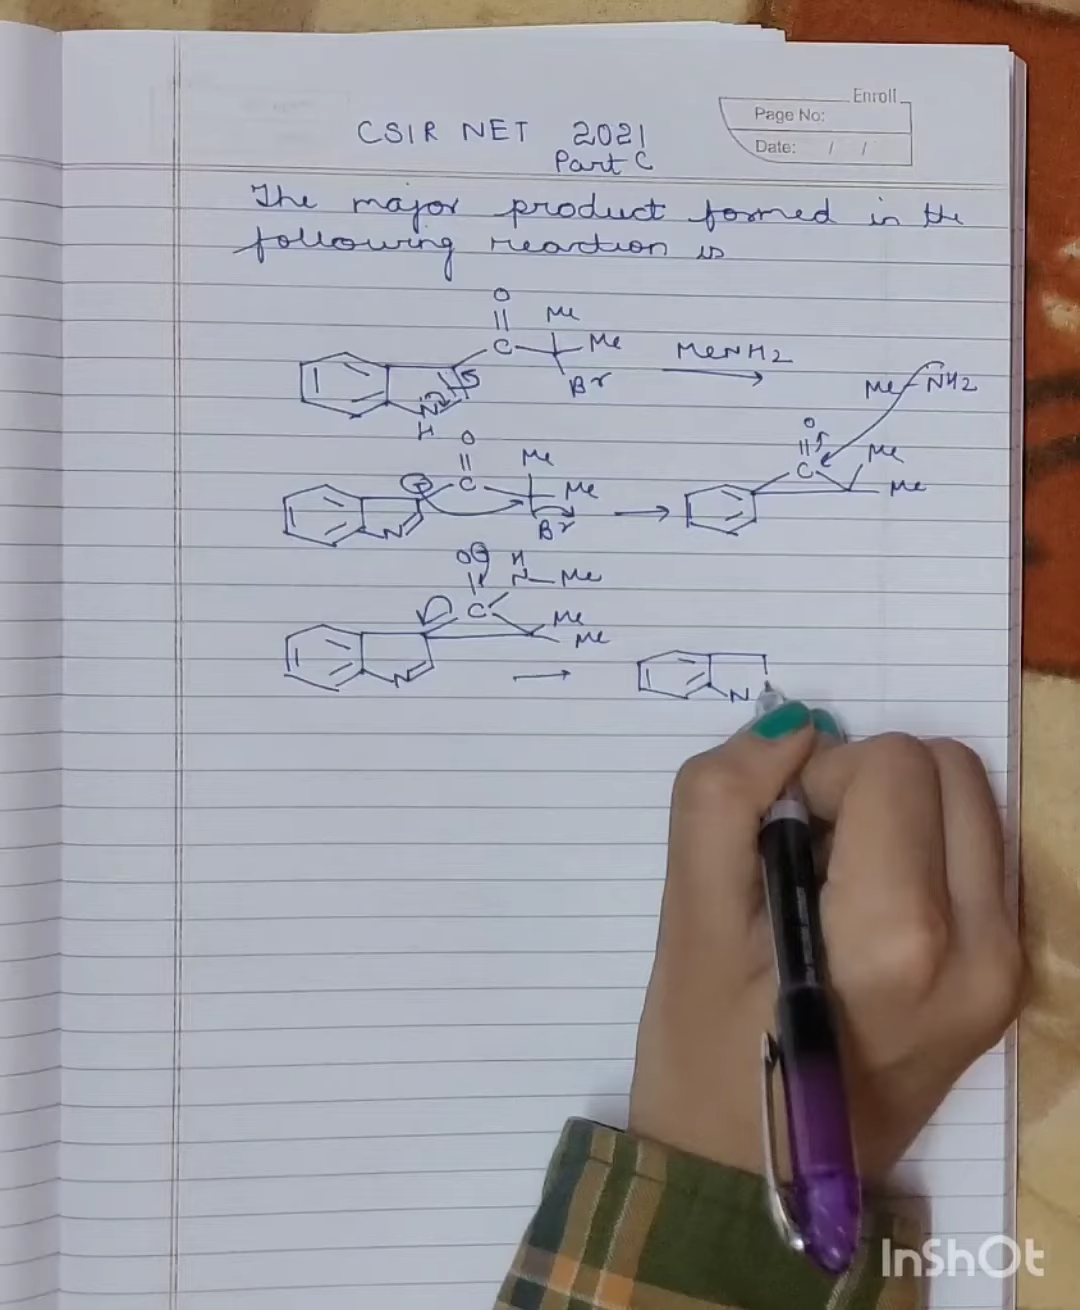 Enroll
Page No:
Date: / /
CSIR NET 2021
Part C
The major product formed in the
following reaction is
O
||
C
Me
Me
Br
N
H
MeNH2
Me-NH2
O
||
C
Me
Me
Br
N
⊕
O
||
C
Me
Me
O⊖
C
H
N-Me
Me
Me
N
N
InShOt